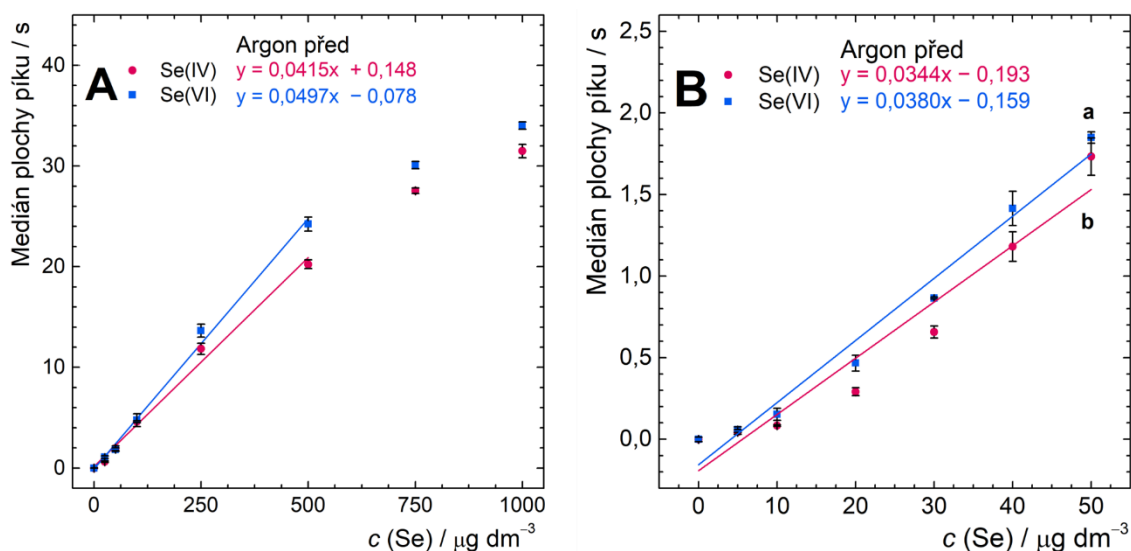 A
Argon před
Se(IV) y = 0,0415x + 0,148
Se(VI) y = 0,0497x − 0,078
Medián plochy píku / s
40
30
20
10
0
0 250 500 750 1000
c (Se) / μg dm⁻³
B
Argon před
Se(IV) y = 0,0344x − 0,193
Se(VI) y = 0,0380x − 0,159
a
b
Medián plochy píku / s
2,5
2,0
1,5
1,0
0,5
0,0
0 10 20 30 40 50
c (Se) / μg dm⁻³